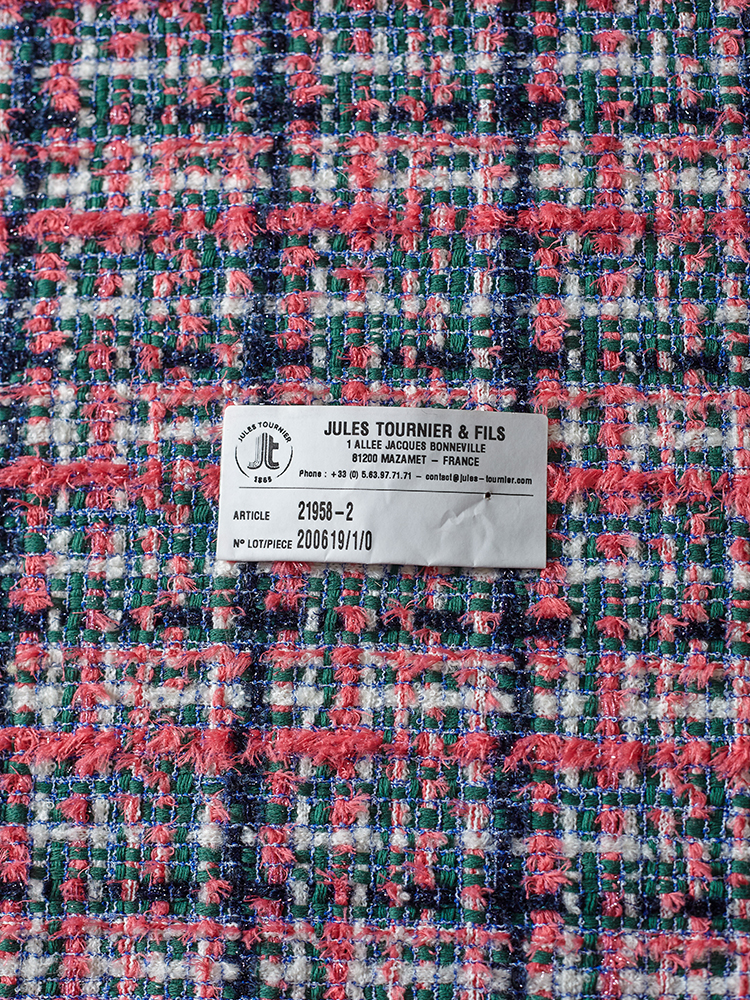 JULES TOURNIER
Jt
1865
JULES TOURNIER & FILS
1 ALLEE JACQUES BONNEVILLE
81200 MAZAMET – FRANCE
Phone : +33 (0) 5.63.97.71.71 – contact@jules-tournier.com
ARTICLE 21958-2
N° LOT/PIECE 200619/1/0